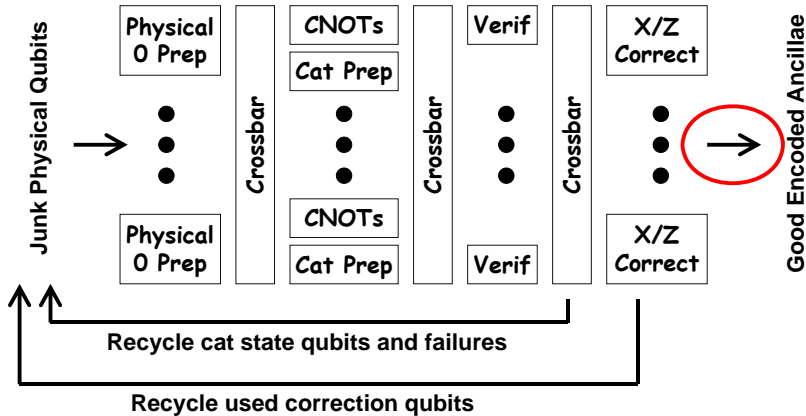 Junk Physical Qubits
Physical
0 Prep
Physical
0 Prep
Crossbar
CNOTs
Cat Prep
CNOTs
Cat Prep
Crossbar
Verif
Verif
Crossbar
X/Z
Correct
X/Z
Correct
Good Encoded Ancillae
Recycle cat state qubits and failures
Recycle used correction qubits